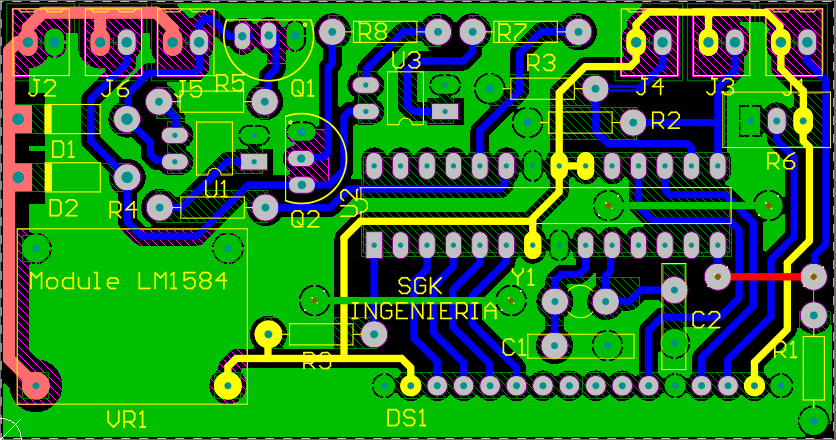 R8
R7
U3
R3
J2
J6
J5
R5
Q1
J4
J3
J1
R2
D1
U1
R6
D2
R4
Q2
U2
Module LM1584
SGK
INGENIERIA
Y1
C2
C1
R1
VR1
DS1